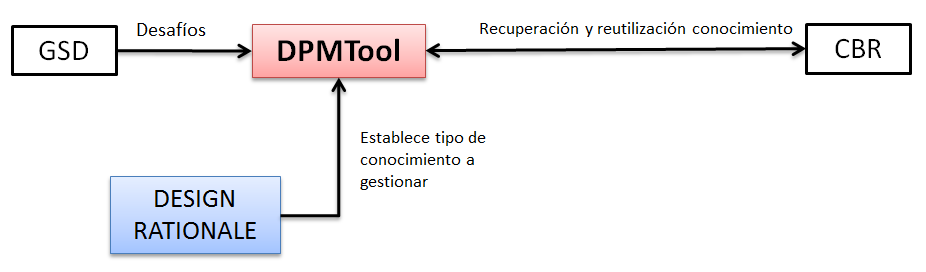 GSD
Desafíos
DPMTool
Recuperación y reutilización conocimiento
CBR
Establece tipo de
conocimiento a
gestionar
DESIGN
RATIONALE